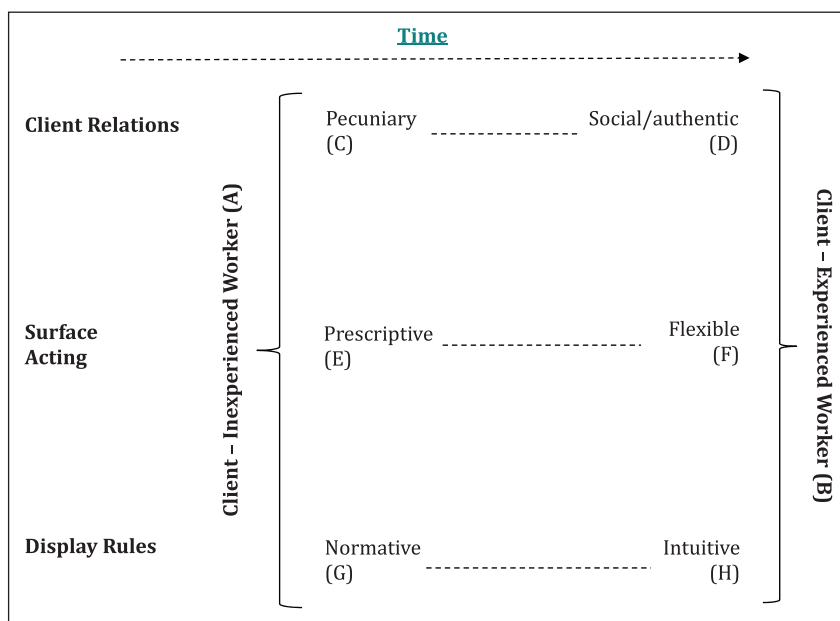 Time
Client Relations
Pecuniary
(C)
Social/authentic
(D)
Client – Inexperienced Worker (A)
Client – Experienced Worker (B)
Surface
Acting
Prescriptive
(E)
Flexible
(F)
Display Rules
Normative
(G)
Intuitive
(H)